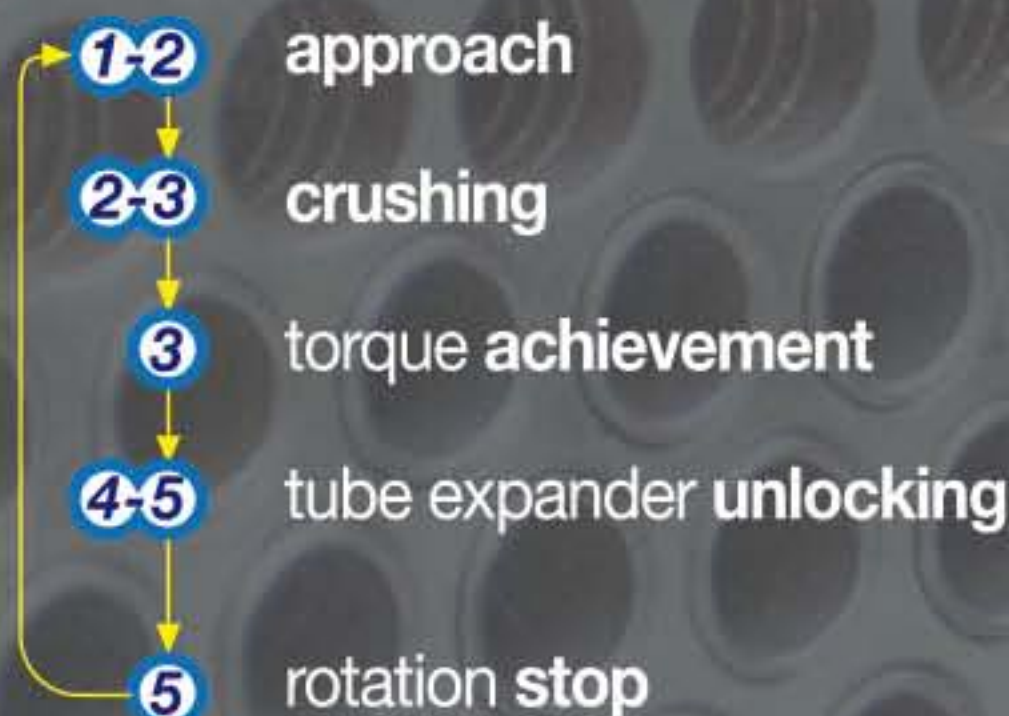 1-2 approach
2-3 crushing
3 torque achievement
4-5 tube expander unlocking
5 rotation stop